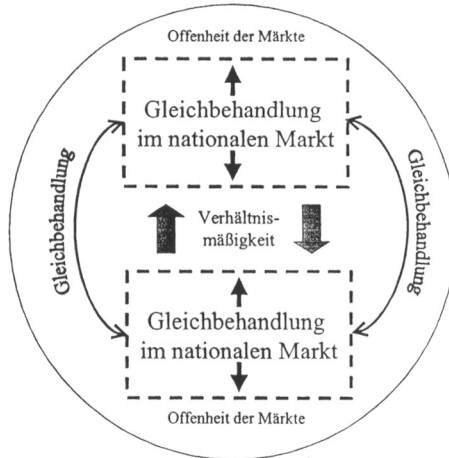 Offenheit der Märkte
Gleichbehandlung
im nationalen Markt
Gleichbehandlung
Gleichbehandlung
Verhältnis-
mäßigkeit
Gleichbehandlung
im nationalen Markt
Offenheit der Märkte